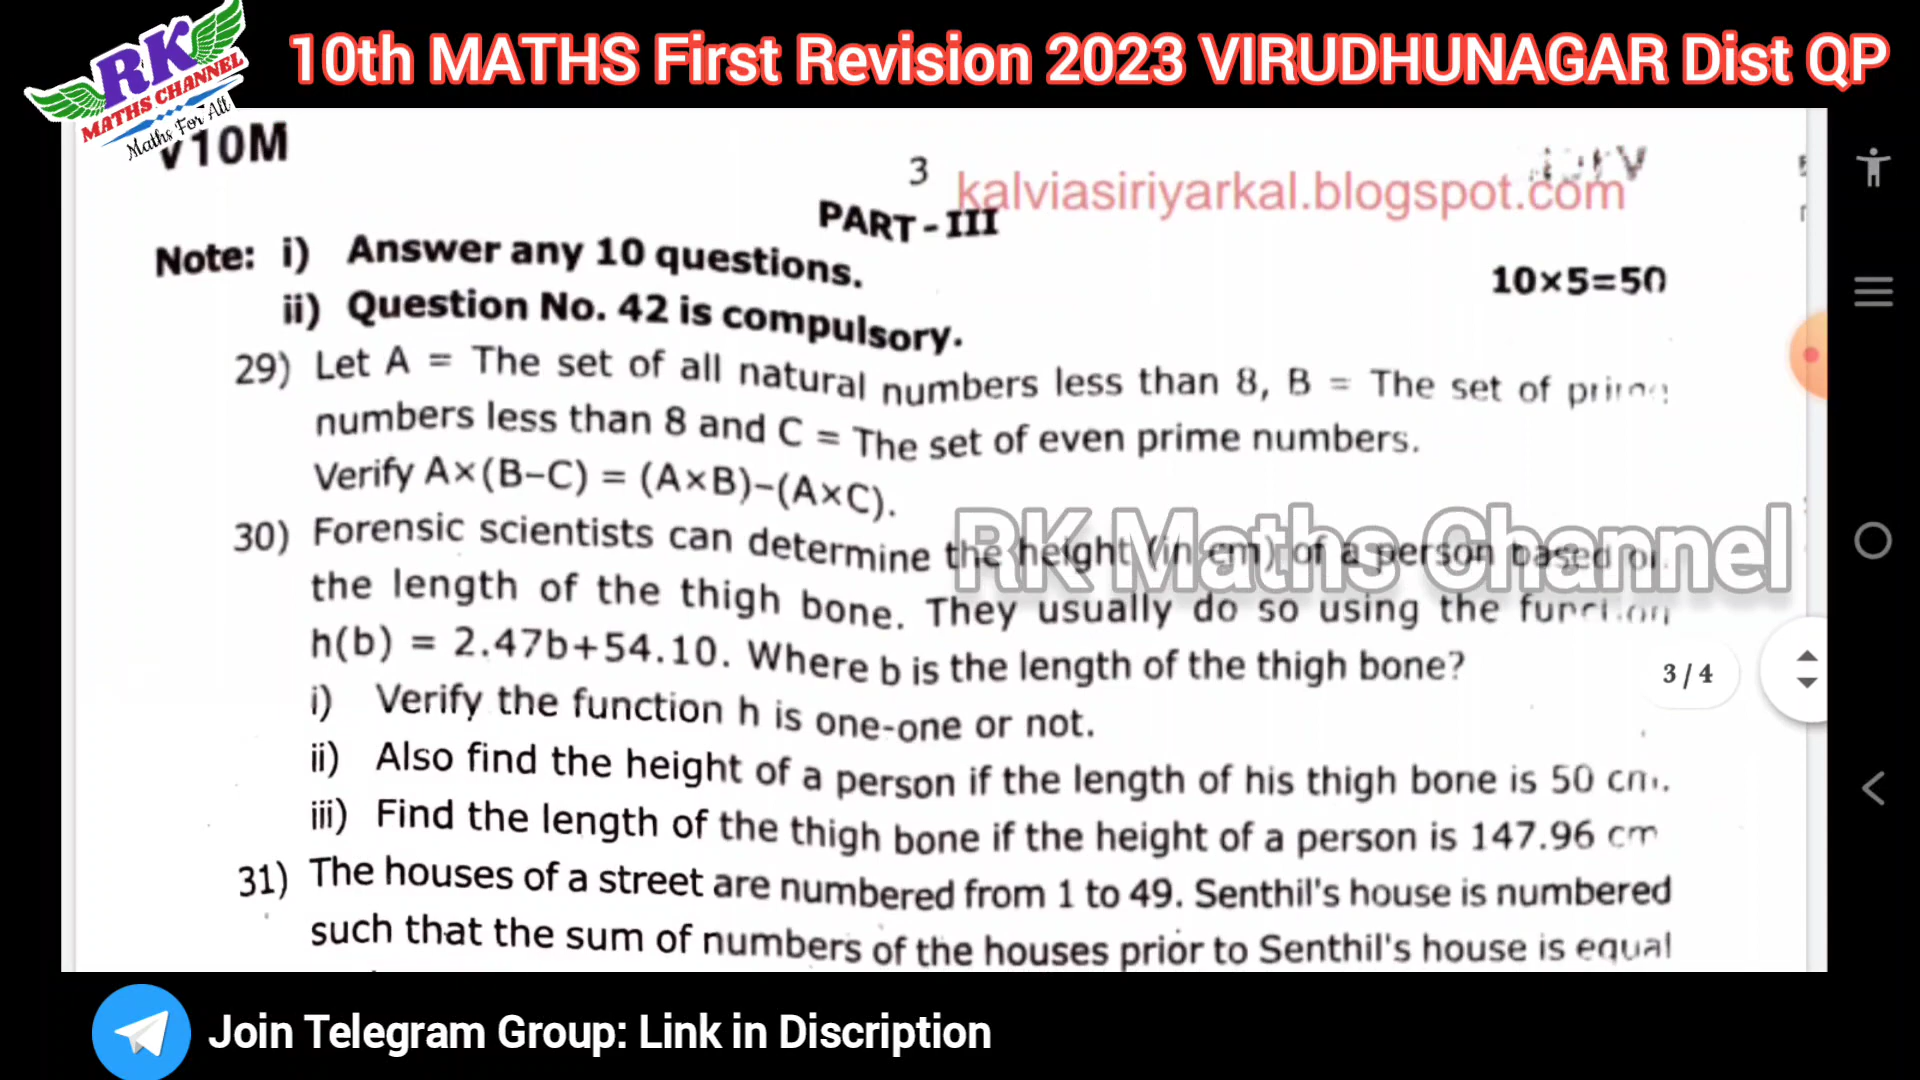 RK
MATHS CHANNEL
Maths For All
10th MATHS First Revision 2023 VIRUDHUNAGAR Dist QP
V10M
3
kalviasiriyarkal.blogspot.com
PART - III
Note: i) Answer any 10 questions.
10×5=50
ii) Question No. 42 is compulsory.
29) Let A = The set of all natural numbers less than 8, B = The set of prime
numbers less than 8 and C = The set of even prime numbers.
Verify A×(B−C) = (A×B)−(A×C).
30) Forensic scientists can determine the height (in cm) of a person based on
RK Maths Channel
the length of the thigh bone. They usually do so using the function
h(b) = 2.47b+54.10. Where b is the length of the thigh bone?
3 / 4
i) Verify the function h is one-one or not.
ii) Also find the height of a person if the length of his thigh bone is 50 cm.
iii) Find the length of the thigh bone if the height of a person is 147.96 cm
31) The houses of a street are numbered from 1 to 49. Senthil's house is numbered
such that the sum of numbers of the houses prior to Senthil's house is equal
Join Telegram Group: Link in Discription